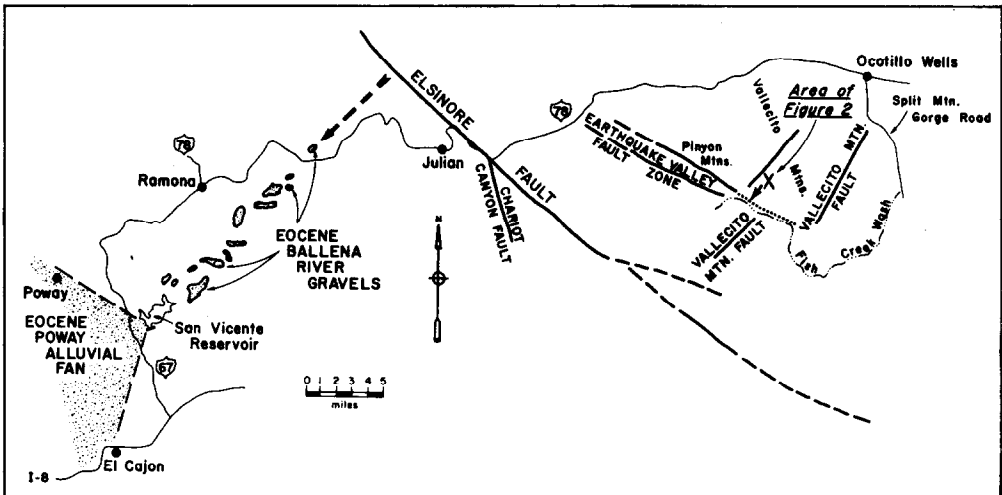 Ocotillo Wells
Area of
Figure 2
Split Mtn.
Gorge Road
Vallecito
Mtns.
78
ELSINORE
FAULT
EARTHQUAKE VALLEY
FAULT
ZONE
Pinyon
Mtns.
VALLECITO MTN.
FAULT
VALLECITO
MTN. FAULT
Fish Creek Wash
Julian
CHARIOT
CANYON FAULT
78
Ramona
EOCENE
BALLENA
RIVER
GRAVELS
N
Poway
EOCENE
POWAY
ALLUVIAL
FAN
San Vicente
Reservoir
67
0 1 2 3 4 5
miles
El Cajon
I-8